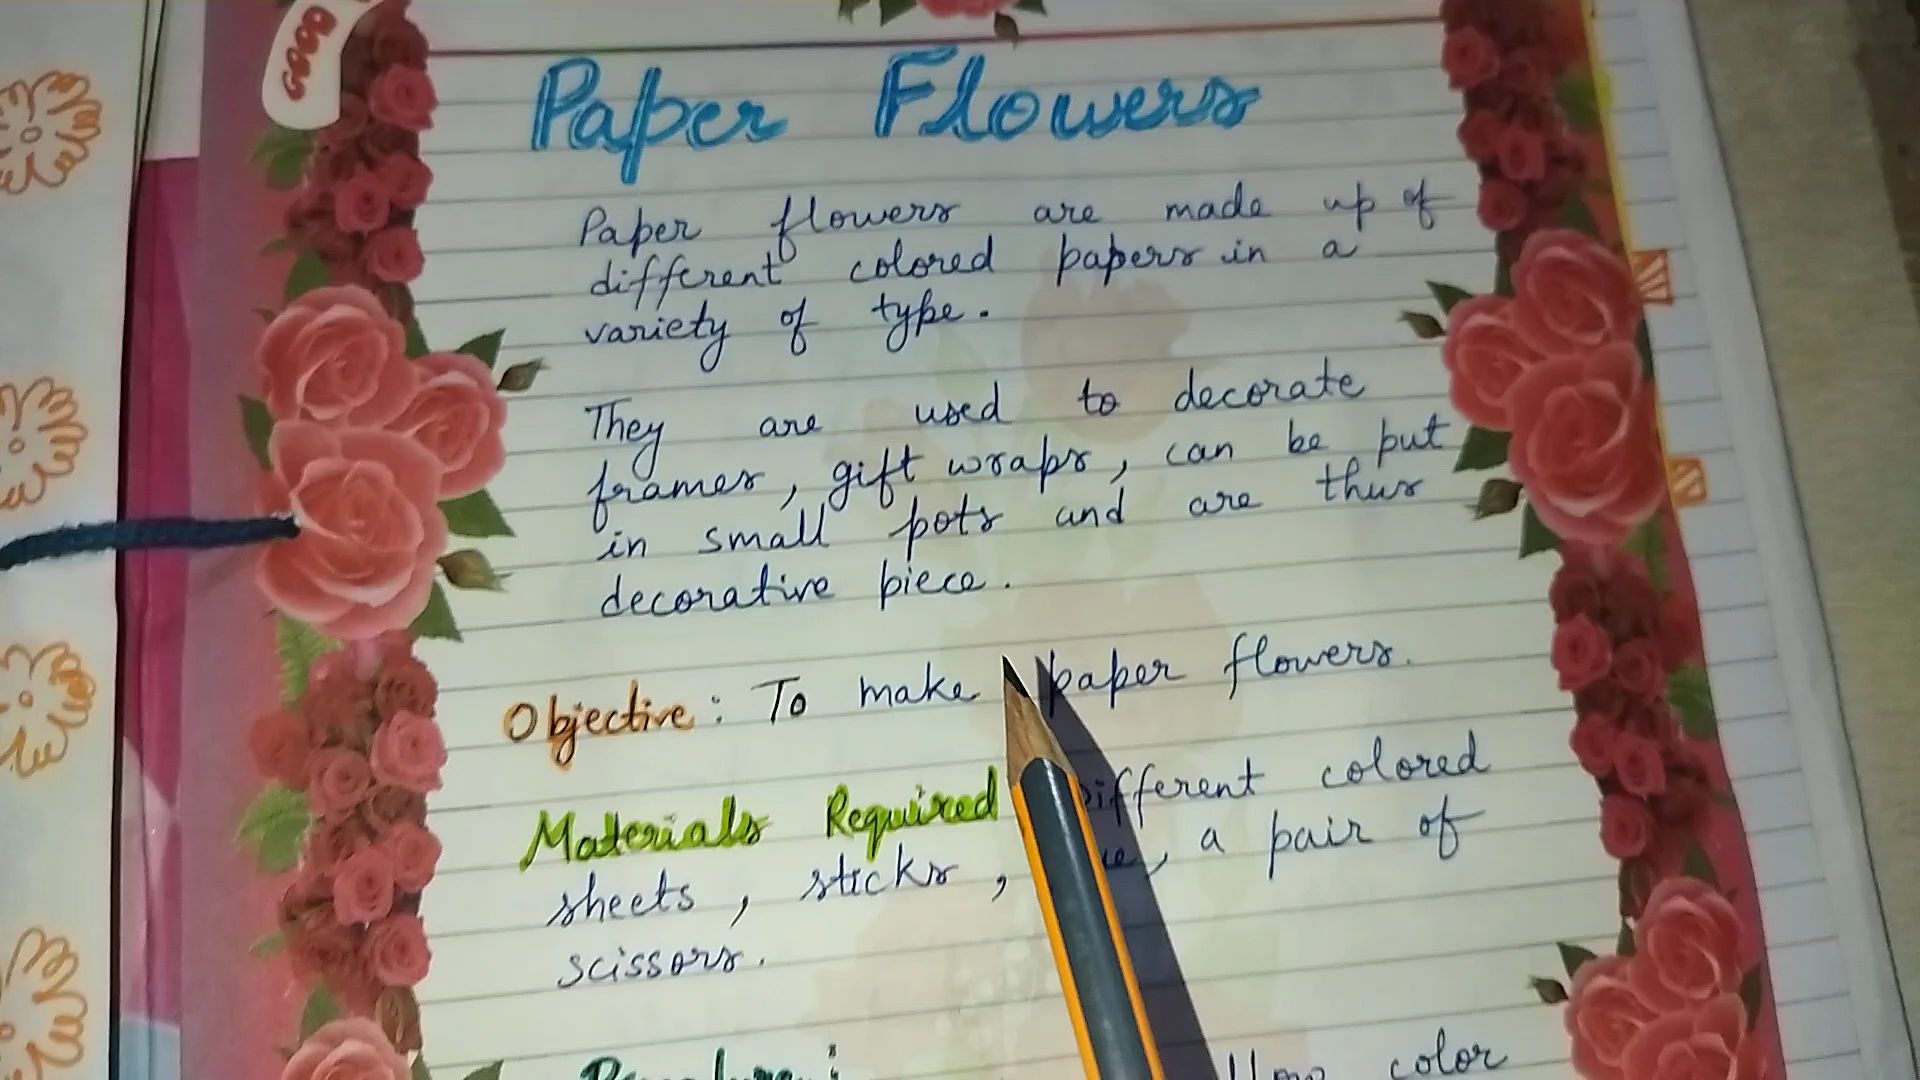 Paper Flowers
Paper flowers are made up of
different colored papers in a
variety of type.
They are used to decorate
frames, gift wraps, can be put
in small pots and are thus
decorative piece.
Objective: To make paper flowers.
Materials Required Different colored
sheets, sticks, , a pair of
scissors.
color